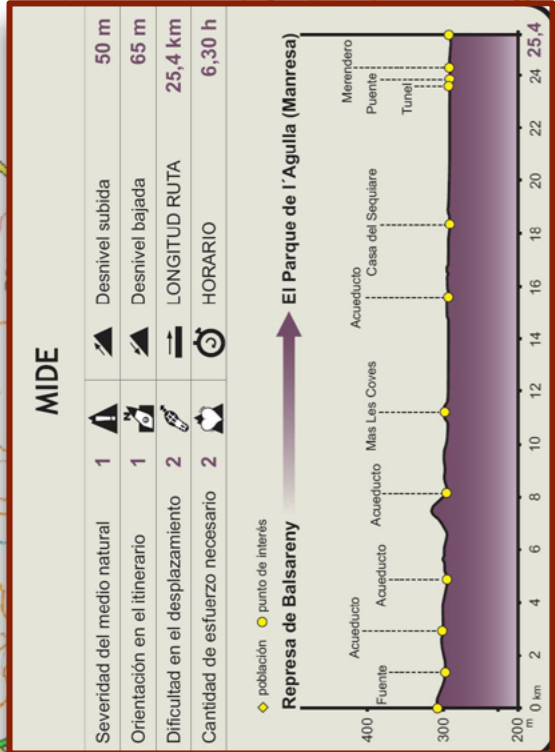 MIDE
Severidad del medio natural 1 Desnivel subida 50 m
Orientación en el itinerario 1 N Desnivel bajada 65 m
Dificultad en el desplazamiento 2 LONGITUD RUTA 25,4 km
Cantidad de esfuerzo necesario 2 HORARIO 6,30 h
población punto de interés
Represa de Balsareny El Parque de l´Agulla (Manresa)
Fuente
Acueducto
Acueducto
Acueducto
Mas Les Coves
Acueducto
Casa del Sequiare
Tunel
Puente
Merendero
400
300
200
m
0 km 2 4 6 8 10 12 14 16 18 20 22 24 25,4